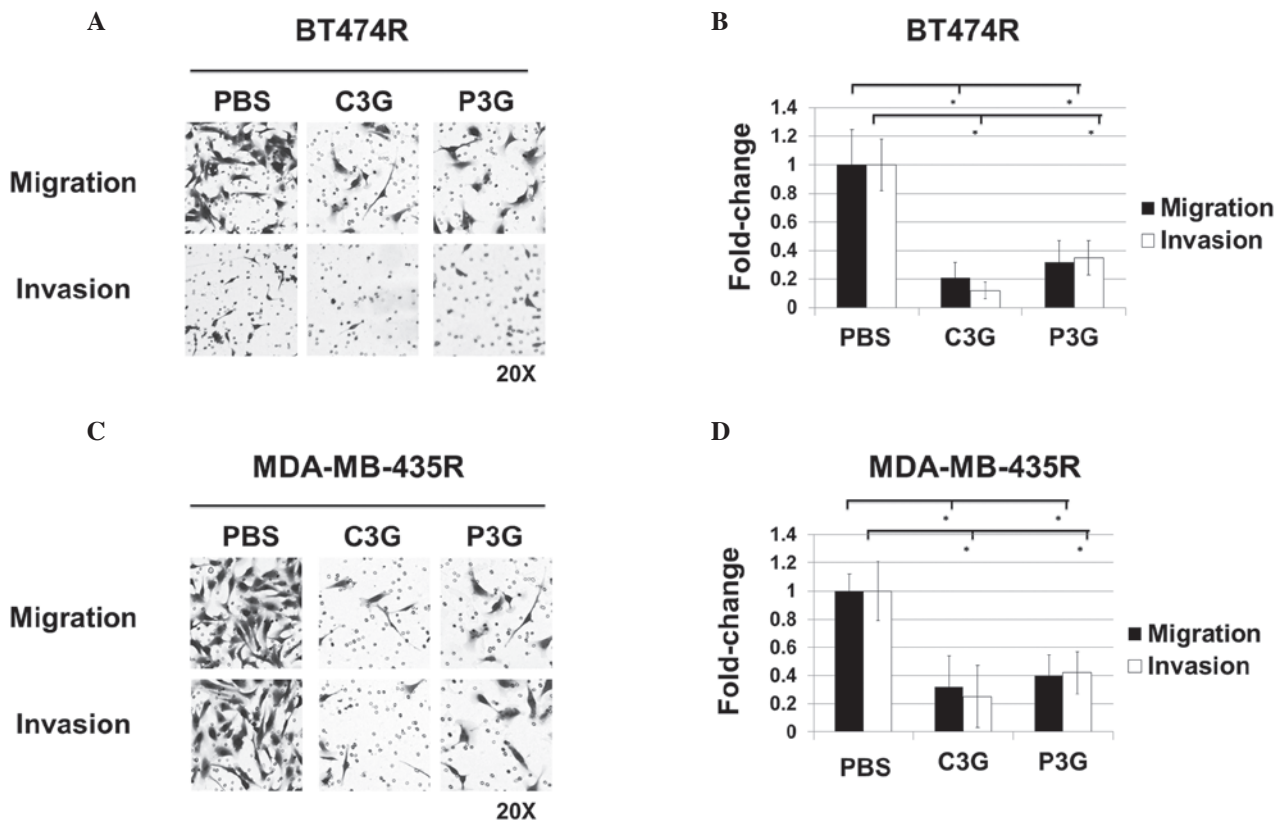 A
BT474R
PBS C3G P3G
Migration
Invasion
20X
B
BT474R
* *
* *
Fold-change
1.4
1.2
1
0.8
0.6
0.4
0.2
0
PBS C3G P3G
Migration
Invasion
C
MDA-MB-435R
PBS C3G P3G
Migration
Invasion
20X
D
MDA-MB-435R
* *
* *
Fold-change
1.4
1.2
1
0.8
0.6
0.4
0.2
0
PBS C3G P3G
Migration
Invasion